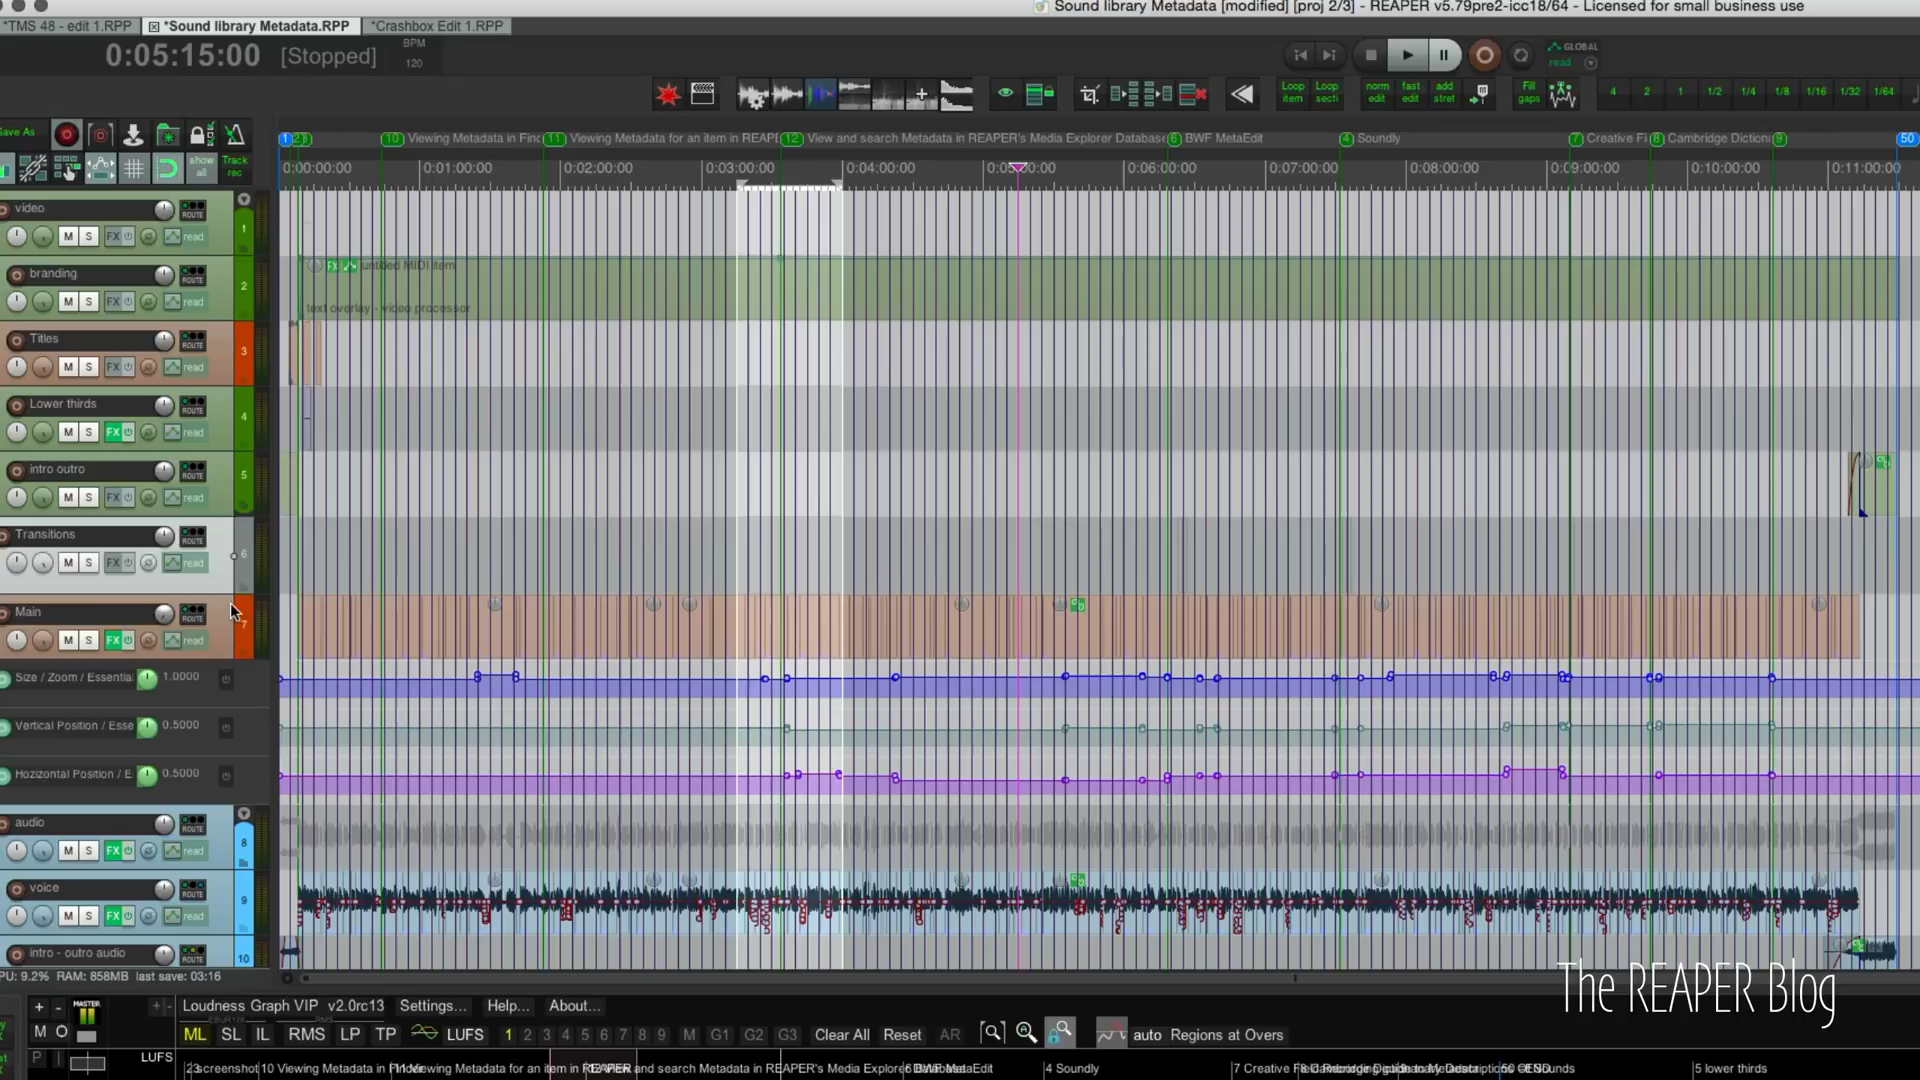 Sound library Metadata [modified] [proj 2/3] - REAPER v5.79pre2-icc18/64 - Licensed for small business use
*TMS 48 - edit 1.RPP *Sound library Metadata.RPP *Crashbox Edit 1.RPP
0:05:15:00 [Stopped] BPM 120
GLOBAL read
Loop item Loop secti norm edit fast edit add stret Fill gaps 4 2 1 1/2 1/4 1/8 1/16 1/32 1/64
Save As
show all Track rec
1 10 Viewing Metadata in Finc 11 Viewing Metadata for an item in REAPE 12 View and search Metadata in REAPER's Media Explorer Databas 6 BWF MetaEdit 4 Soundly 7 Creative Fi 8 Cambridge Diction 9 50
0:00:00:00 0:01:00:00 0:02:00:00 0:03:00:00 0:04:00:00 0:05:00:00 0:06:00:00 0:07:00:00 0:08:00:00 0:09:00:00 0:10:00:00 0:11:00:00
video ROUTE 1
M S FX read
branding ROUTE 2
M S FX read
FX untitled MIDI item
text overlay - video processor
Titles ROUTE 3
M S FX read
Lower thirds ROUTE 4
M S FX read
intro outro ROUTE 5
M S FX read
Transitions ROUTE 6
M S FX read
Main ROUTE 7
M S FX read
Size / Zoom / Essential 1.0000
Vertical Position / Esse 0.5000
Hozizontal Position / E 0.5000
audio ROUTE 8
M S FX read
voice ROUTE 9
M S FX read
intro - outro audio ROUTE 10
PU: 9.2% RAM: 858MB last save: 03:16
The REAPER Blog
+ - MASTER Loudness Graph VIP v2.0rc13 Settings... Help... About...
M ML SL IL RMS LP TP LUFS 1 2 3 4 5 6 7 8 9 M G1 G2 G3 Clear All Reset AR auto Regions at Overs
P LUFS
screenshot 10 Viewing Metadata in Viewing Metadata for an item in REAPER and search Metadata in REAPER's Media Explorer 4 Soundly 7 Creative 5 lower thirds